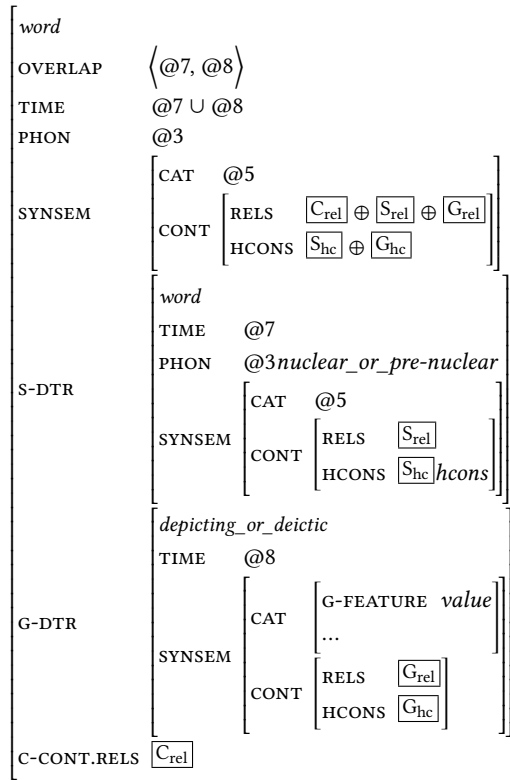 word
OVERLAP ⟨@7, @8⟩
TIME @7 ∪ @8
PHON @3
CAT @5
SYNSEM
RELS C_rel ⊕ S_rel ⊕ G_rel
CONT
HCONS S_hc ⊕ G_hc
word
TIME @7
PHON @3nuclear_or_pre-nuclear
S-DTR
CAT @5
SYNSEM
RELS S_rel
CONT
HCONS S_hc hcons
depicting_or_deictic
TIME @8
G-FEATURE value
CAT
...
G-DTR
SYNSEM
RELS G_rel
CONT
HCONS G_hc
C-CONT.RELS C_rel